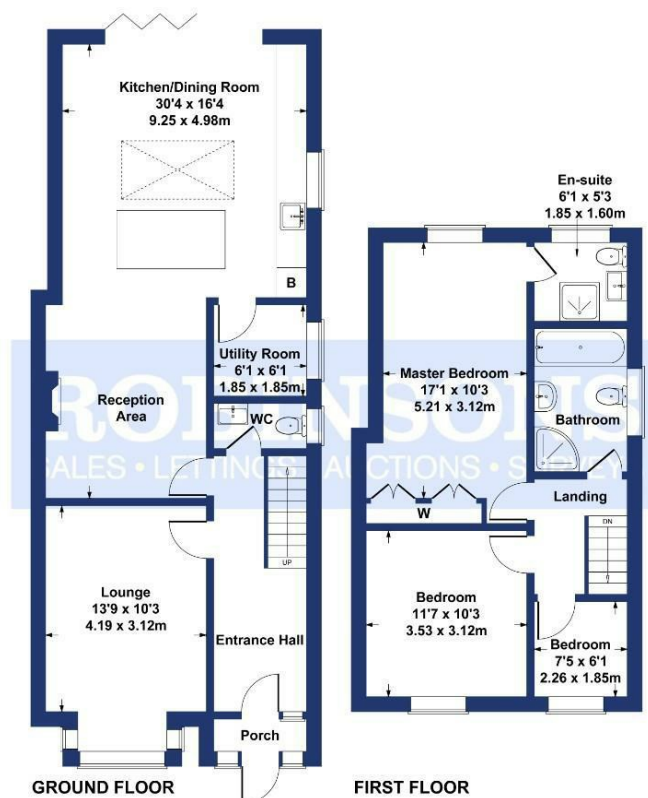 Kitchen/Dining Room
30'4 x 16'4
9.25 x 4.98m
B
Utility Room
6'1 x 6'1
1.85 x 1.85m
WC
Reception
Area
UP
Lounge
13'9 x 10'3
4.19 x 3.12m
Entrance Hall
Porch
GROUND FLOOR
En-suite
6'1 x 5'3
1.85 x 1.60m
Master Bedroom
17'1 x 10'3
5.21 x 3.12m
Bathroom
Landing
W
DN
Bedroom
11'7 x 10'3
3.53 x 3.12m
Bedroom
7'5 x 6'1
2.26 x 1.85m
FIRST FLOOR